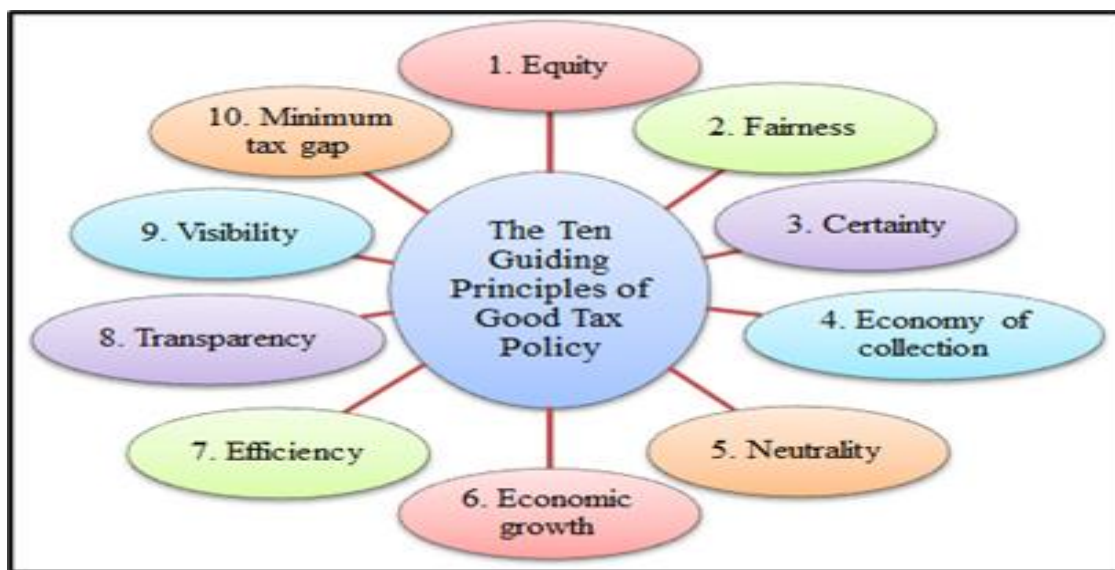 The Ten
Guiding
Principles of
Good Tax
Policy
1. Equity
2. Fairness
3. Certainty
4. Economy of
collection
5. Neutrality
6. Economic
growth
7. Efficiency
8. Transparency
9. Visibility
10. Minimum
tax gap